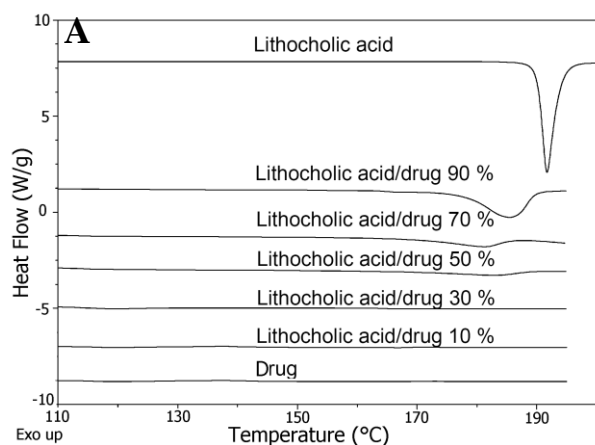 A
10
Lithocholic acid
5
Heat Flow (W/g)
Lithocholic acid/drug 90 %
0
Lithocholic acid/drug 70 %
Lithocholic acid/drug 50 %
Lithocholic acid/drug 30 %
-5
Lithocholic acid/drug 10 %
Drug
-10
110 130 150 170 190
Exo up Temperature (°C)